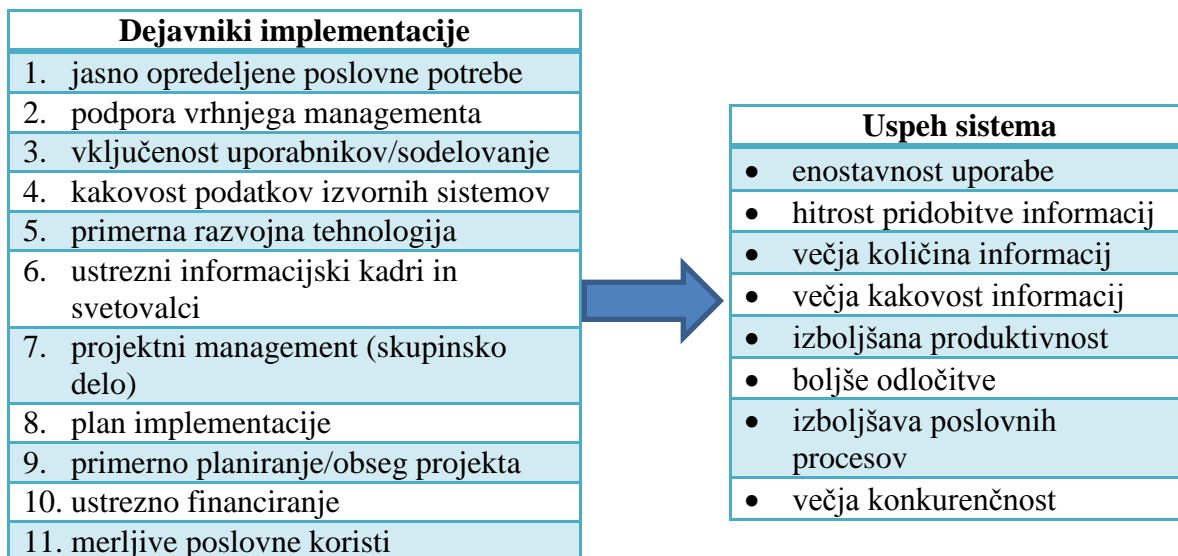 Dejavniki implementacije
1. jasno opredeljene poslovne potrebe
2. podpora vrhnjega managementa
3. vključenost uporabnikov/sodelovanje
4. kakovost podatkov izvornih sistemov
5. primerna razvojna tehnologija
6. ustrezni informacijski kadri in
svetovalci
7. projektni management (skupinsko
delo)
8. plan implementacije
9. primerno planiranje/obseg projekta
10. ustrezno financiranje
11. merljive poslovne koristi
Uspeh sistema
• enostavnost uporabe
• hitrost pridobitve informacij
• večja količina informacij
• večja kakovost informacij
• izboljšana produktivnost
• boljše odločitve
• izboljšava poslovnih
procesov
• večja konkurenčnost